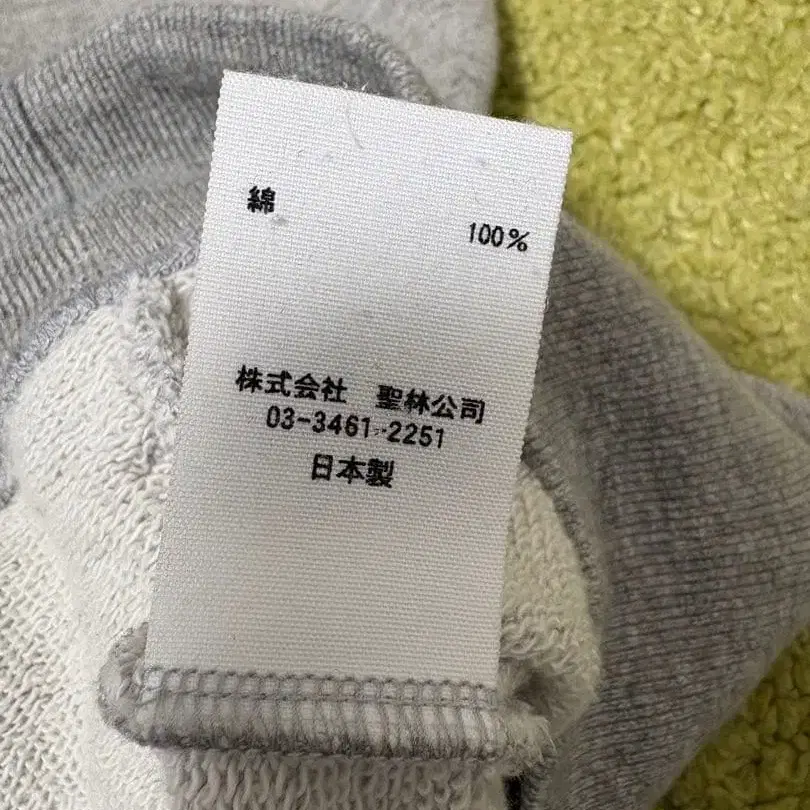 綿
100%
株式会社 聖林公司
03-3461-2251
日本製